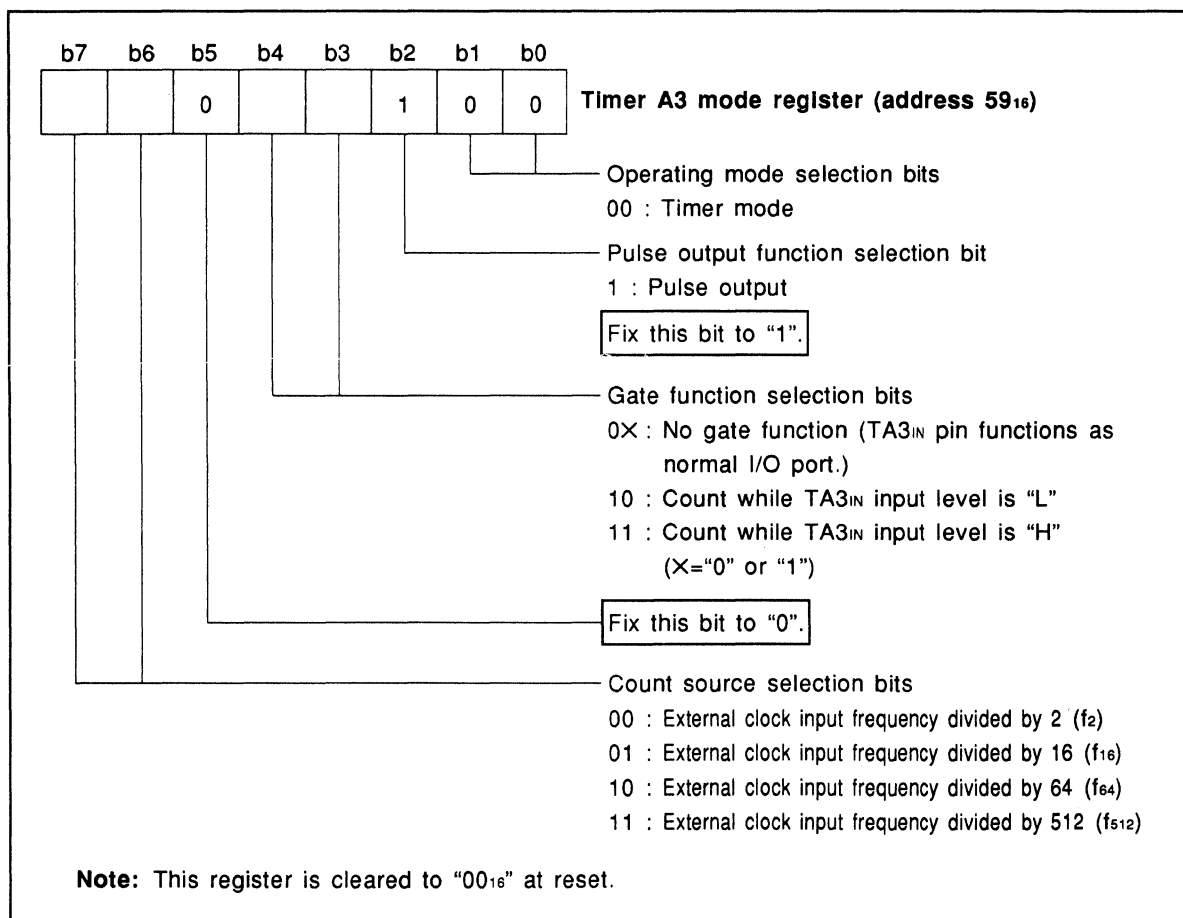 b7 b6 b5 b4 b3 b2 b1 b0
0 1 0 0 Timer A3 mode register (address 59₁₆)
Operating mode selection bits
00 : Timer mode
Pulse output function selection bit
1 : Pulse output
Fix this bit to “1”.
Gate function selection bits
0× : No gate function (TA3IN pin functions as
normal I/O port.)
10 : Count while TA3IN input level is “L”
11 : Count while TA3IN input level is “H”
(×=“0” or “1”)
Fix this bit to “0”.
Count source selection bits
00 : External clock input frequency divided by 2 (f₂)
01 : External clock input frequency divided by 16 (f₁₆)
10 : External clock input frequency divided by 64 (f₆₄)
11 : External clock input frequency divided by 512 (f₅₁₂)
Note: This register is cleared to “00₁₆” at reset.